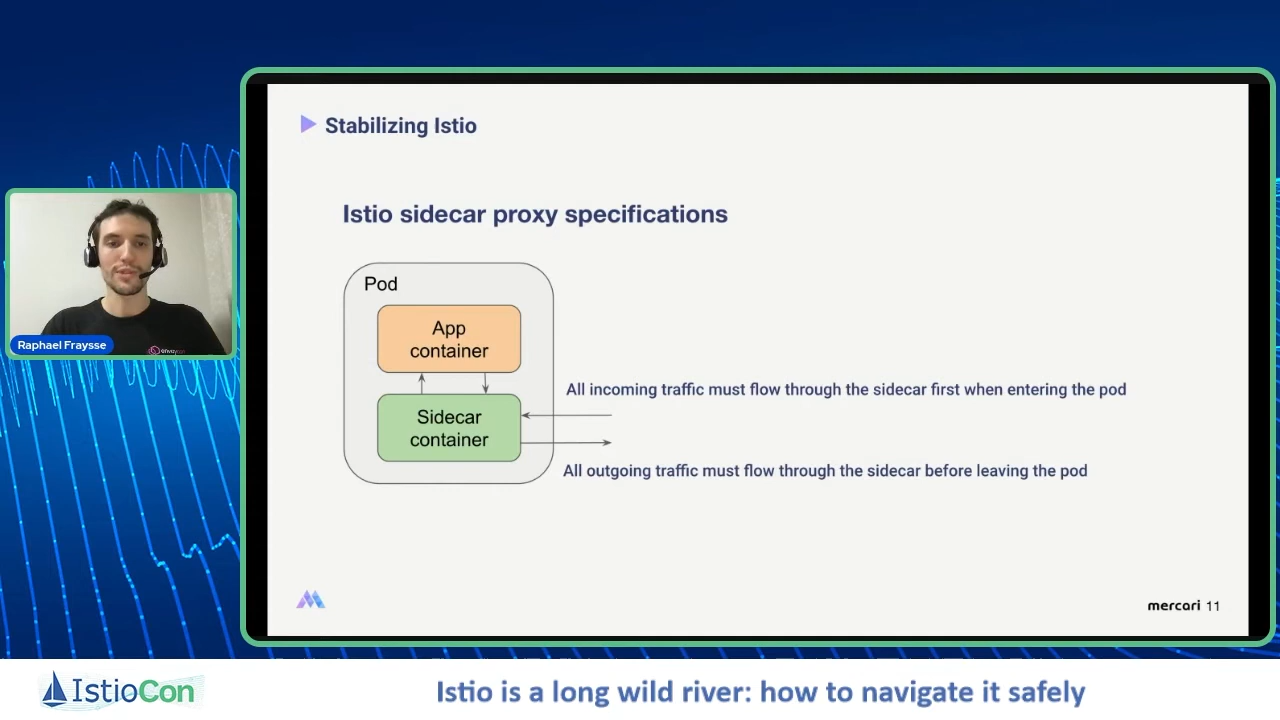 Stabilizing Istio
Istio sidecar proxy specifications
Pod
App
container
Sidecar
container
All incoming traffic must flow through the sidecar first when entering the pod
All outgoing traffic must flow through the sidecar before leaving the pod
mercari 11
Raphael Fraysse
envoycon
IstioCon
Istio is a long wild river: how to navigate it safely